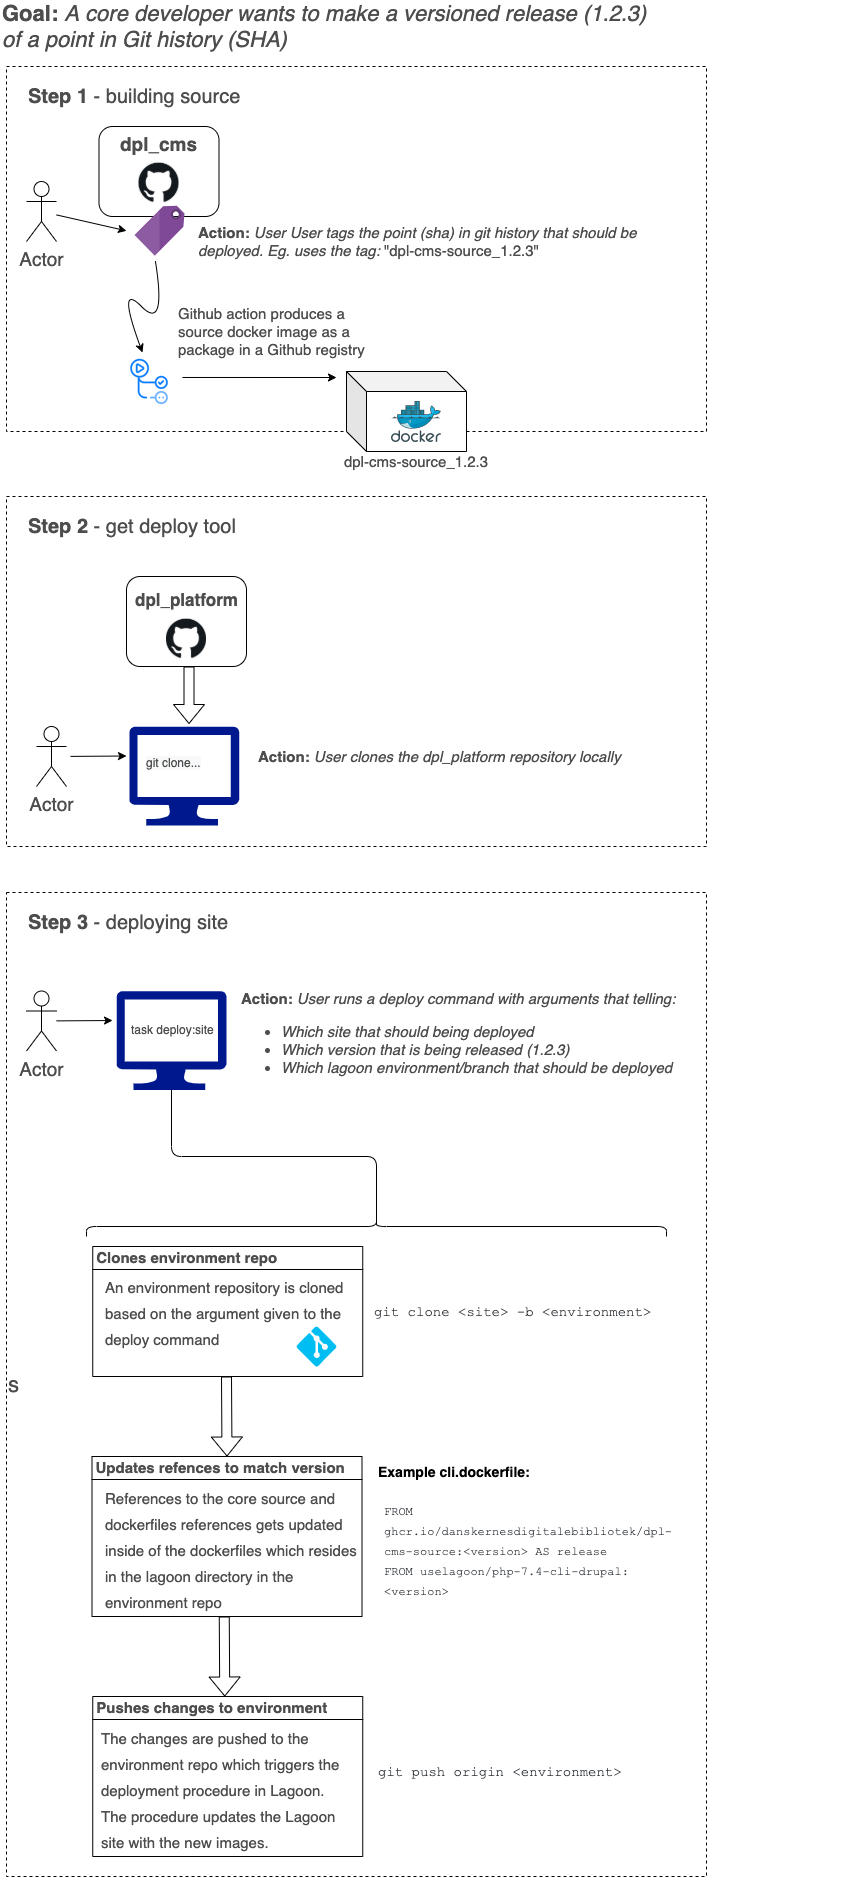 Goal: A core developer wants to make a versioned release (1.2.3)
of a point in Git history (SHA)
Step 1 - building source
dpl_cms
Actor
Action: User User tags the point (sha) in git history that should be
deployed. Eg. uses the tag: "dpl-cms-source_1.2.3"
Github action produces a
source docker image as a
package in a Github registry
docker
dpl-cms-source_1.2.3
Step 2 - get deploy tool
dpl_platform
git clone...
Actor
Action: User clones the dpl_platform repository locally
Step 3 - deploying site
Actor
task deploy:site
Action: User runs a deploy command with arguments that telling:
• Which site that should being deployed
• Which version that is being released (1.2.3)
• Which lagoon environment/branch that should be deployed
Clones environment repo
An environment repository is cloned
based on the argument given to the
deploy command
git clone <site> -b <environment>
S
Updates refences to match version
References to the core source and
dockerfiles references gets updated
inside of the dockerfiles which resides
in the lagoon directory in the
environment repo
Example cli.dockerfile:
FROM
ghcr.io/danskernesdigitalebibliotek/dpl-
cms-source:<version> AS release
FROM uselagoon/php-7.4-cli-drupal:
<version>
Pushes changes to environment
The changes are pushed to the
environment repo which triggers the
deployment procedure in Lagoon.
The procedure updates the Lagoon
site with the new images.
git push origin <environment>